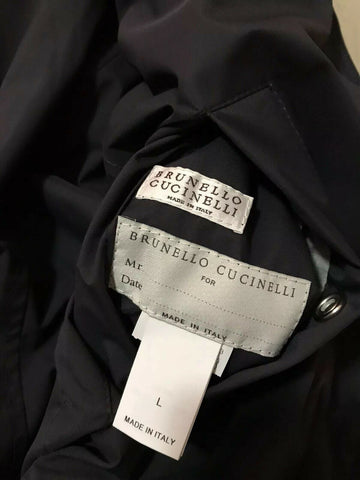 BRUNELLO
CUCINELLI
MADE IN ITALY
BRUNELLO CUCINELLI
FOR
Mr.
Date
MADE IN ITALY
L
MADE IN ITALY